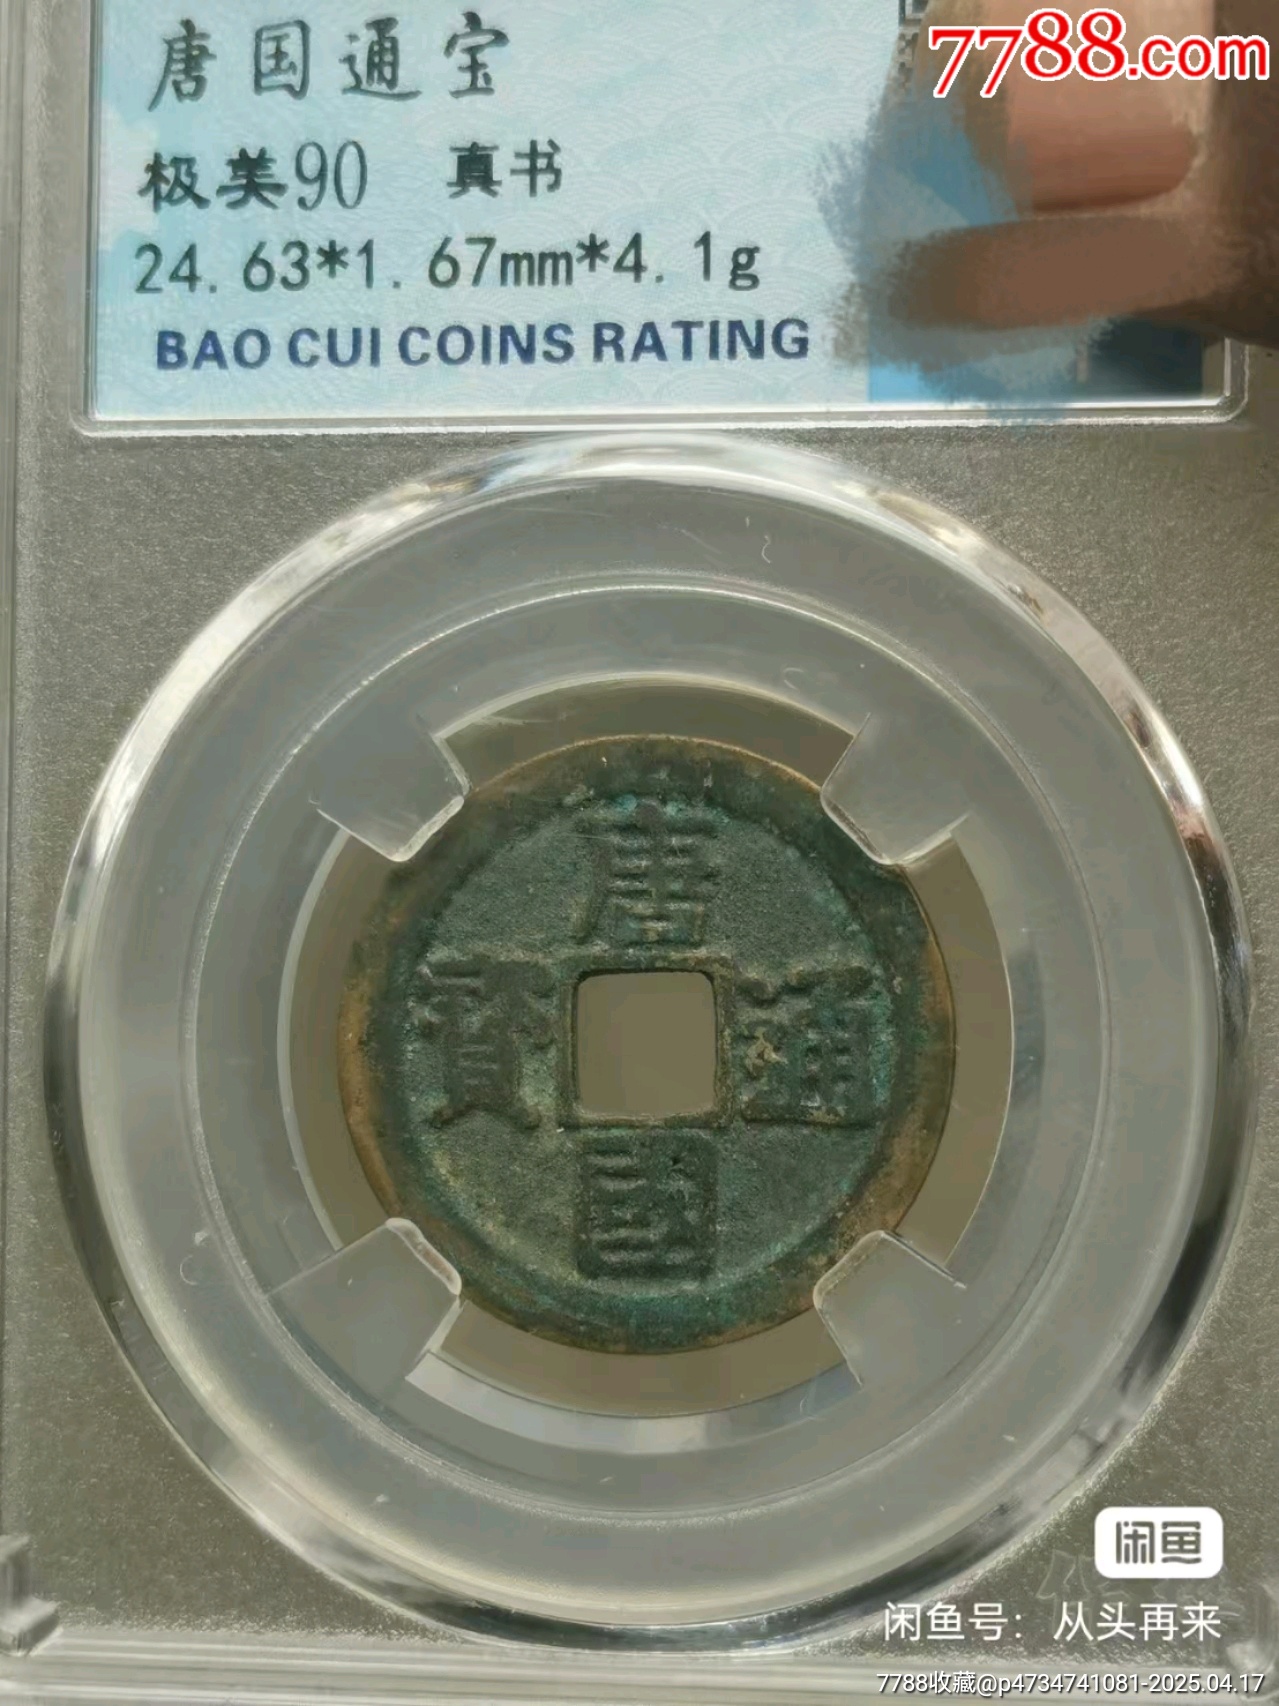 7788.com
唐国通宝
极美90 真书
24.63*1.67mm*4.1g
BAO CUI COINS RATING
唐
寶 通
國
闲鱼
闲鱼号：从头再来
7788收藏@p4734741081-2025.04.17